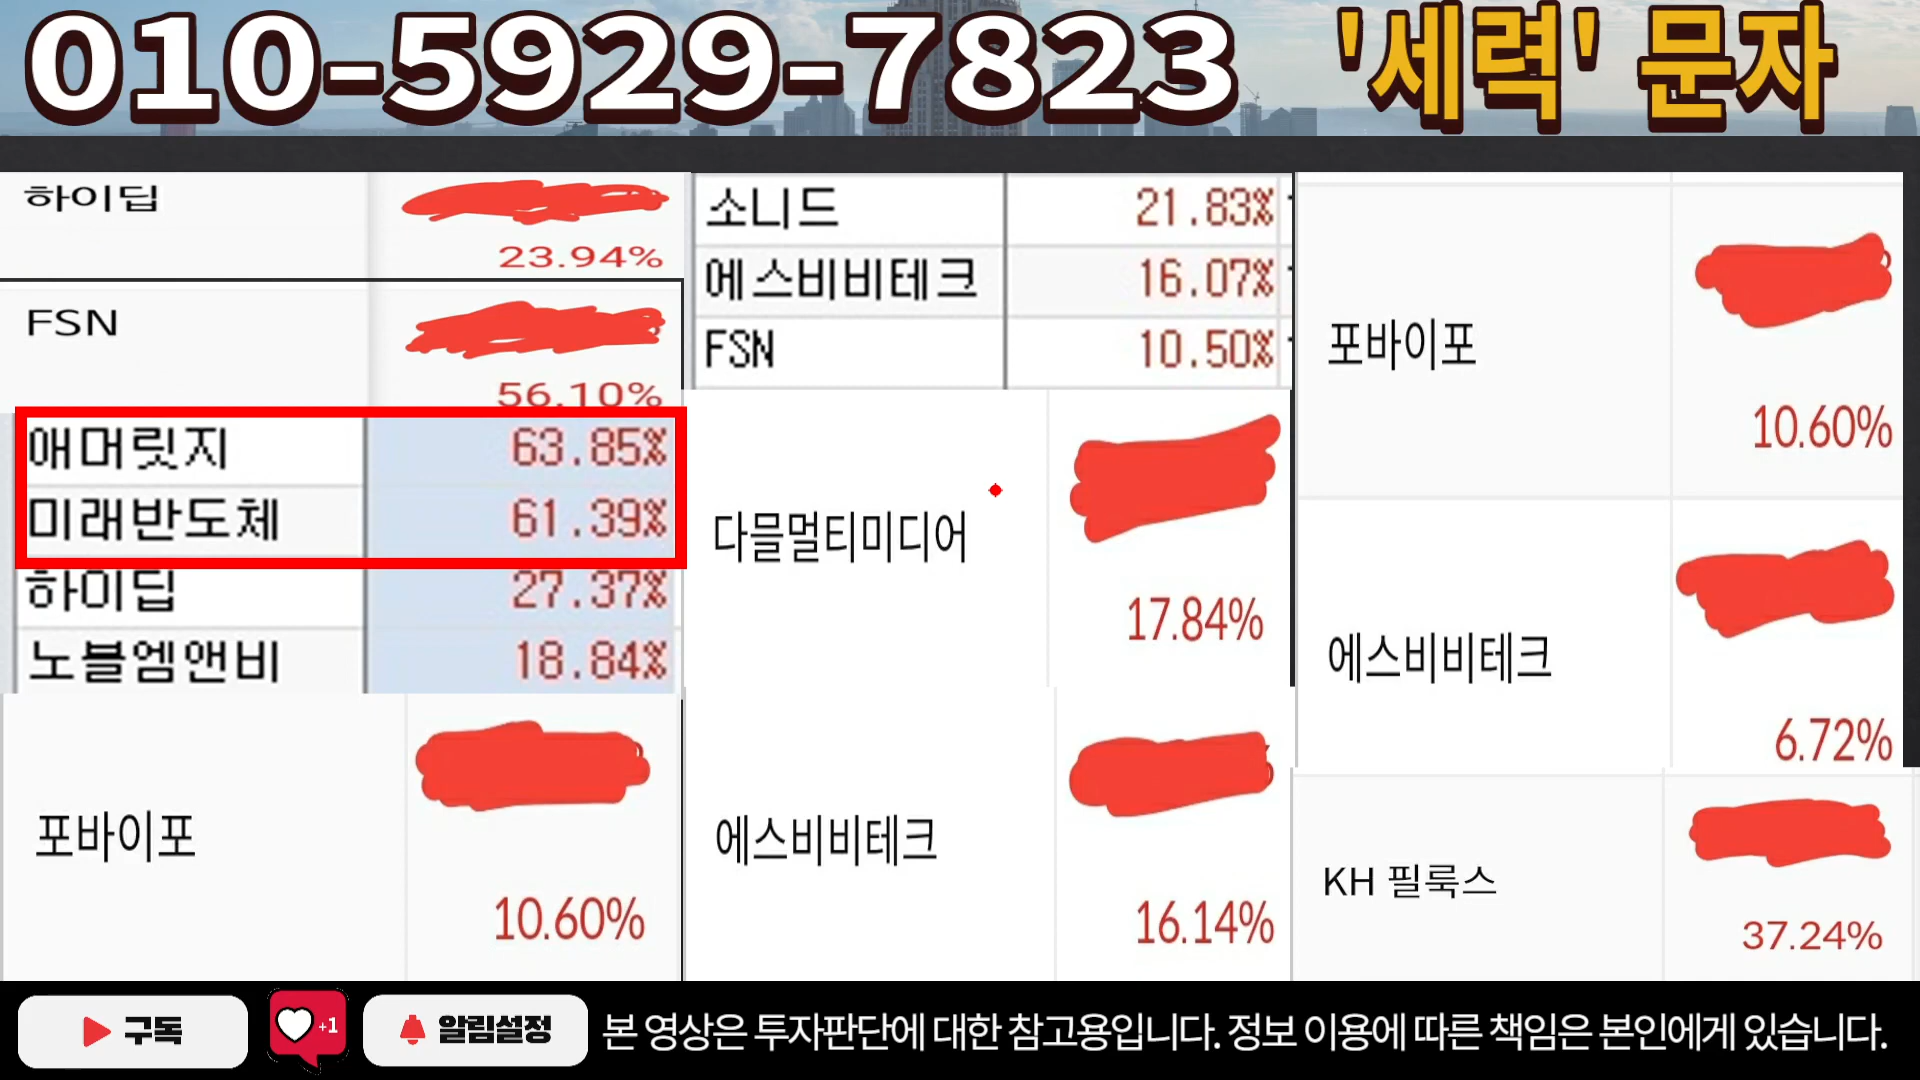 010-5929-7823 '세력' 문자
하이딥
23.94%
FSN
56.10%
애머릿지 63.85%
미래반도체 61.39%
하이딥 27.37%
노블엠앤비 18.84%
포바이포
10.60%
소니드 21.83%
에스비비테크 16.07%
FSN 10.50%
다믈멀티미디어
17.84%
에스비비테크
16.14%
포바이포
10.60%
에스비비테크
6.72%
KH 필룩스
37.24%
구독 +1 알림설정 본 영상은 투자판단에 대한 참고용입니다. 정보 이용에 따른 책임은 본인에게 있습니다.